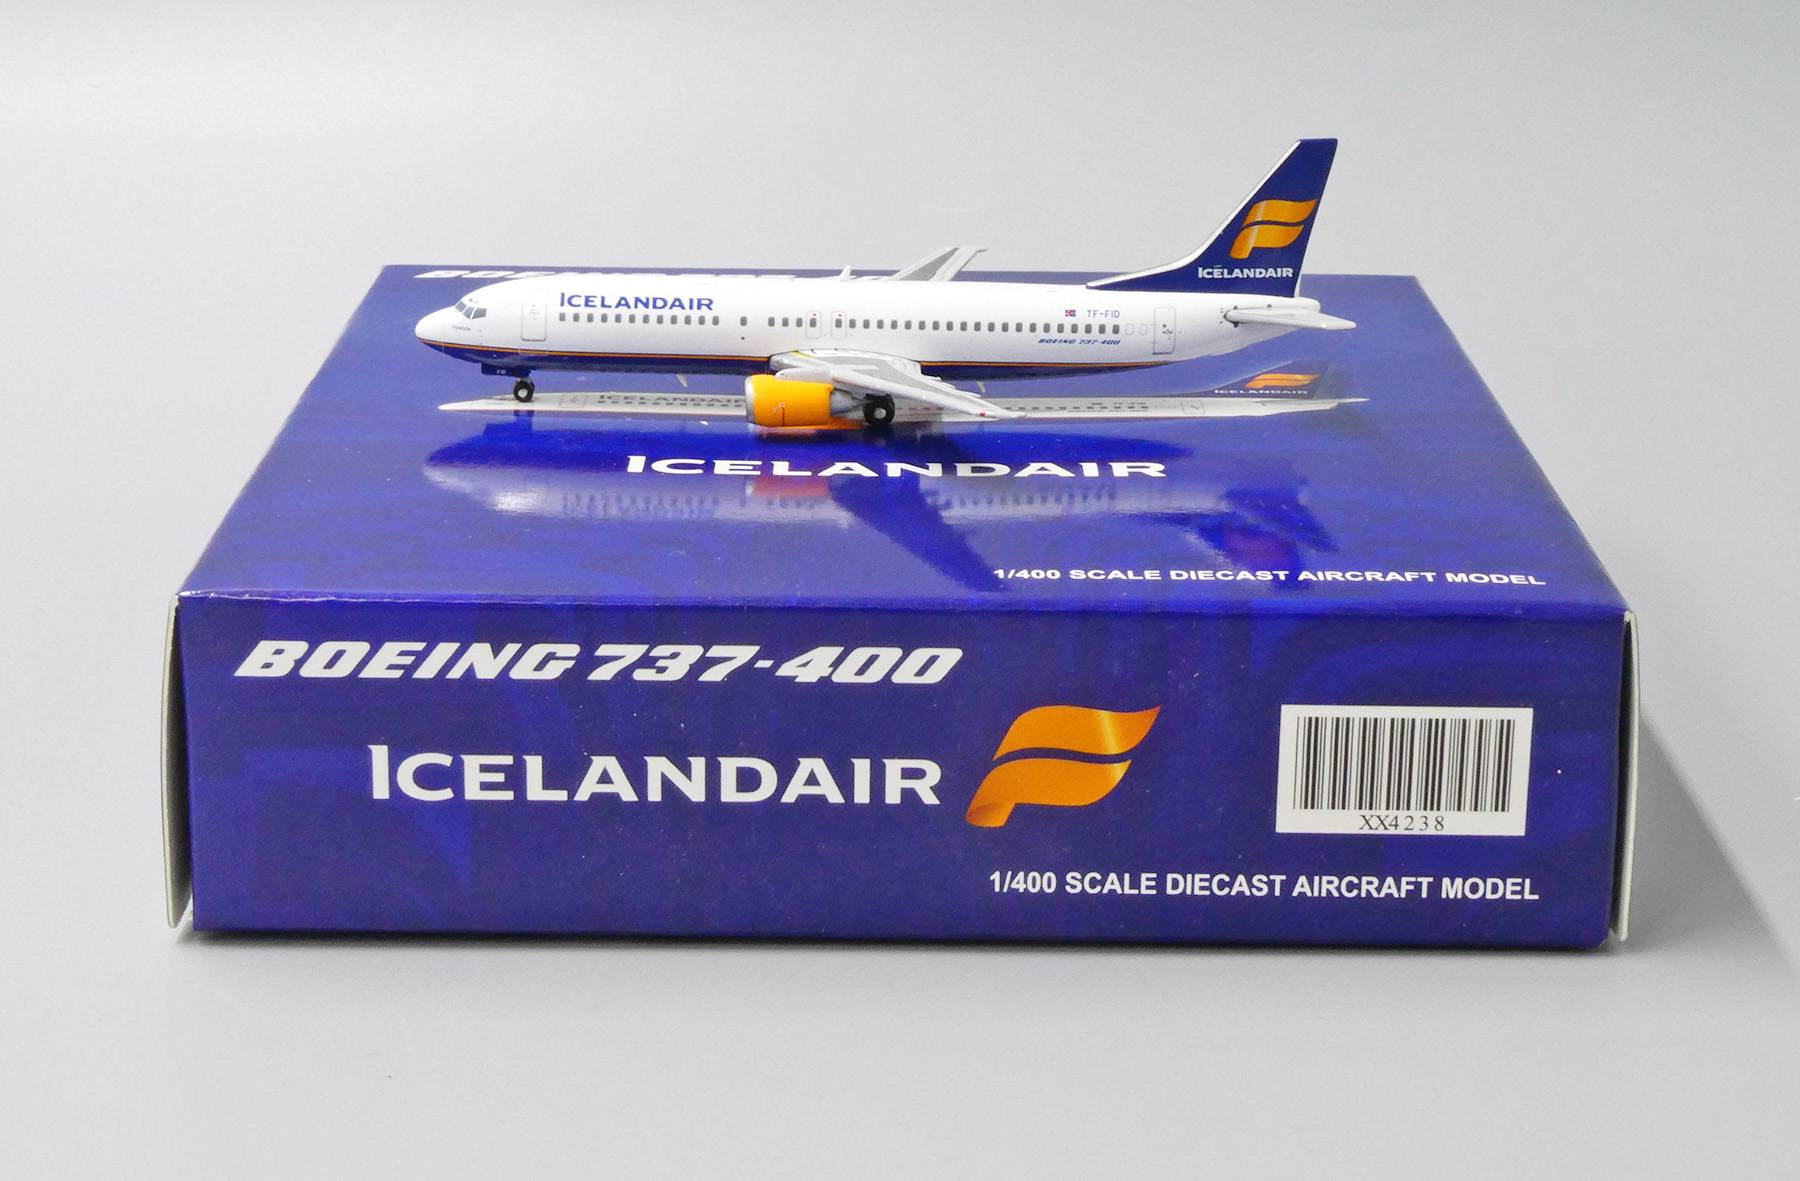 ICELANDAIR
ICELANDAIR
TF-FID
BOEING 737-400
FID
ICELANDAIR
1/400 SCALE DIECAST AIRCRAFT MODEL
BOEING 737-400
ICELANDAIR
XX4238
1/400 SCALE DIECAST AIRCRAFT MODEL